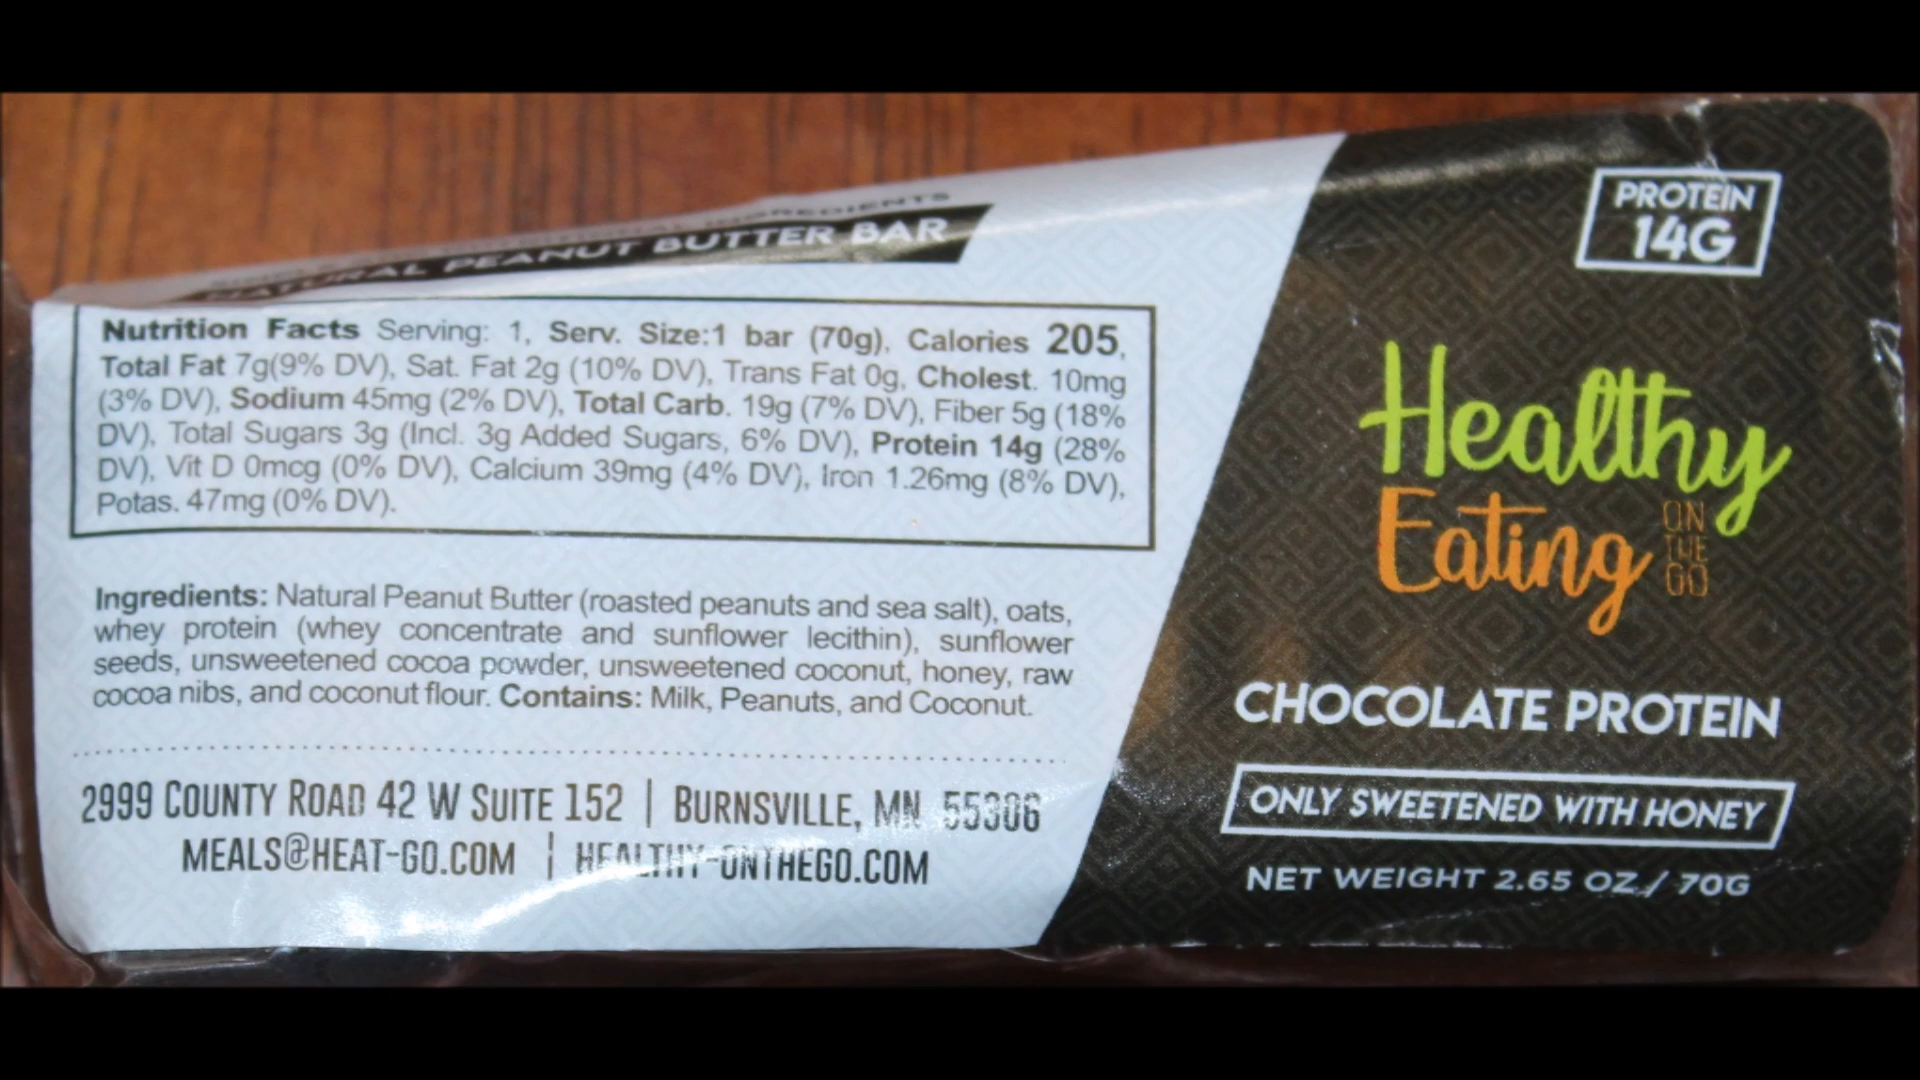 INGREDIENTS
NATURAL PEANUT BUTTER BAR
Nutrition Facts Serving: 1, Serv. Size:1 bar (70g), Calories 205,
Total Fat 7g(9% DV), Sat. Fat 2g (10% DV), Trans Fat 0g, Cholest. 10mg
(3% DV), Sodium 45mg (2% DV), Total Carb. 19g (7% DV), Fiber 5g (18%
DV), Total Sugars 3g (Incl. 3g Added Sugars, 6% DV), Protein 14g (28%
DV), Vit D 0mcg (0% DV), Calcium 39mg (4% DV), Iron 1.26mg (8% DV),
Potas. 47mg (0% DV).
Ingredients: Natural Peanut Butter (roasted peanuts and sea salt), oats,
whey protein (whey concentrate and sunflower lecithin), sunflower
seeds, unsweetened cocoa powder, unsweetened coconut, honey, raw
cocoa nibs, and coconut flour. Contains: Milk, Peanuts, and Coconut.
2999 COUNTY ROAD 42 W SUITE 152 | BURNSVILLE, MN 55306
MEALS@HEAT-GO.COM | HEALTHY-ONTHEGO.COM
PROTEIN
14G
Healthy
Eating
ON
THE
GO
CHOCOLATE PROTEIN
ONLY SWEETENED WITH HONEY
NET WEIGHT 2.65 OZ / 70G